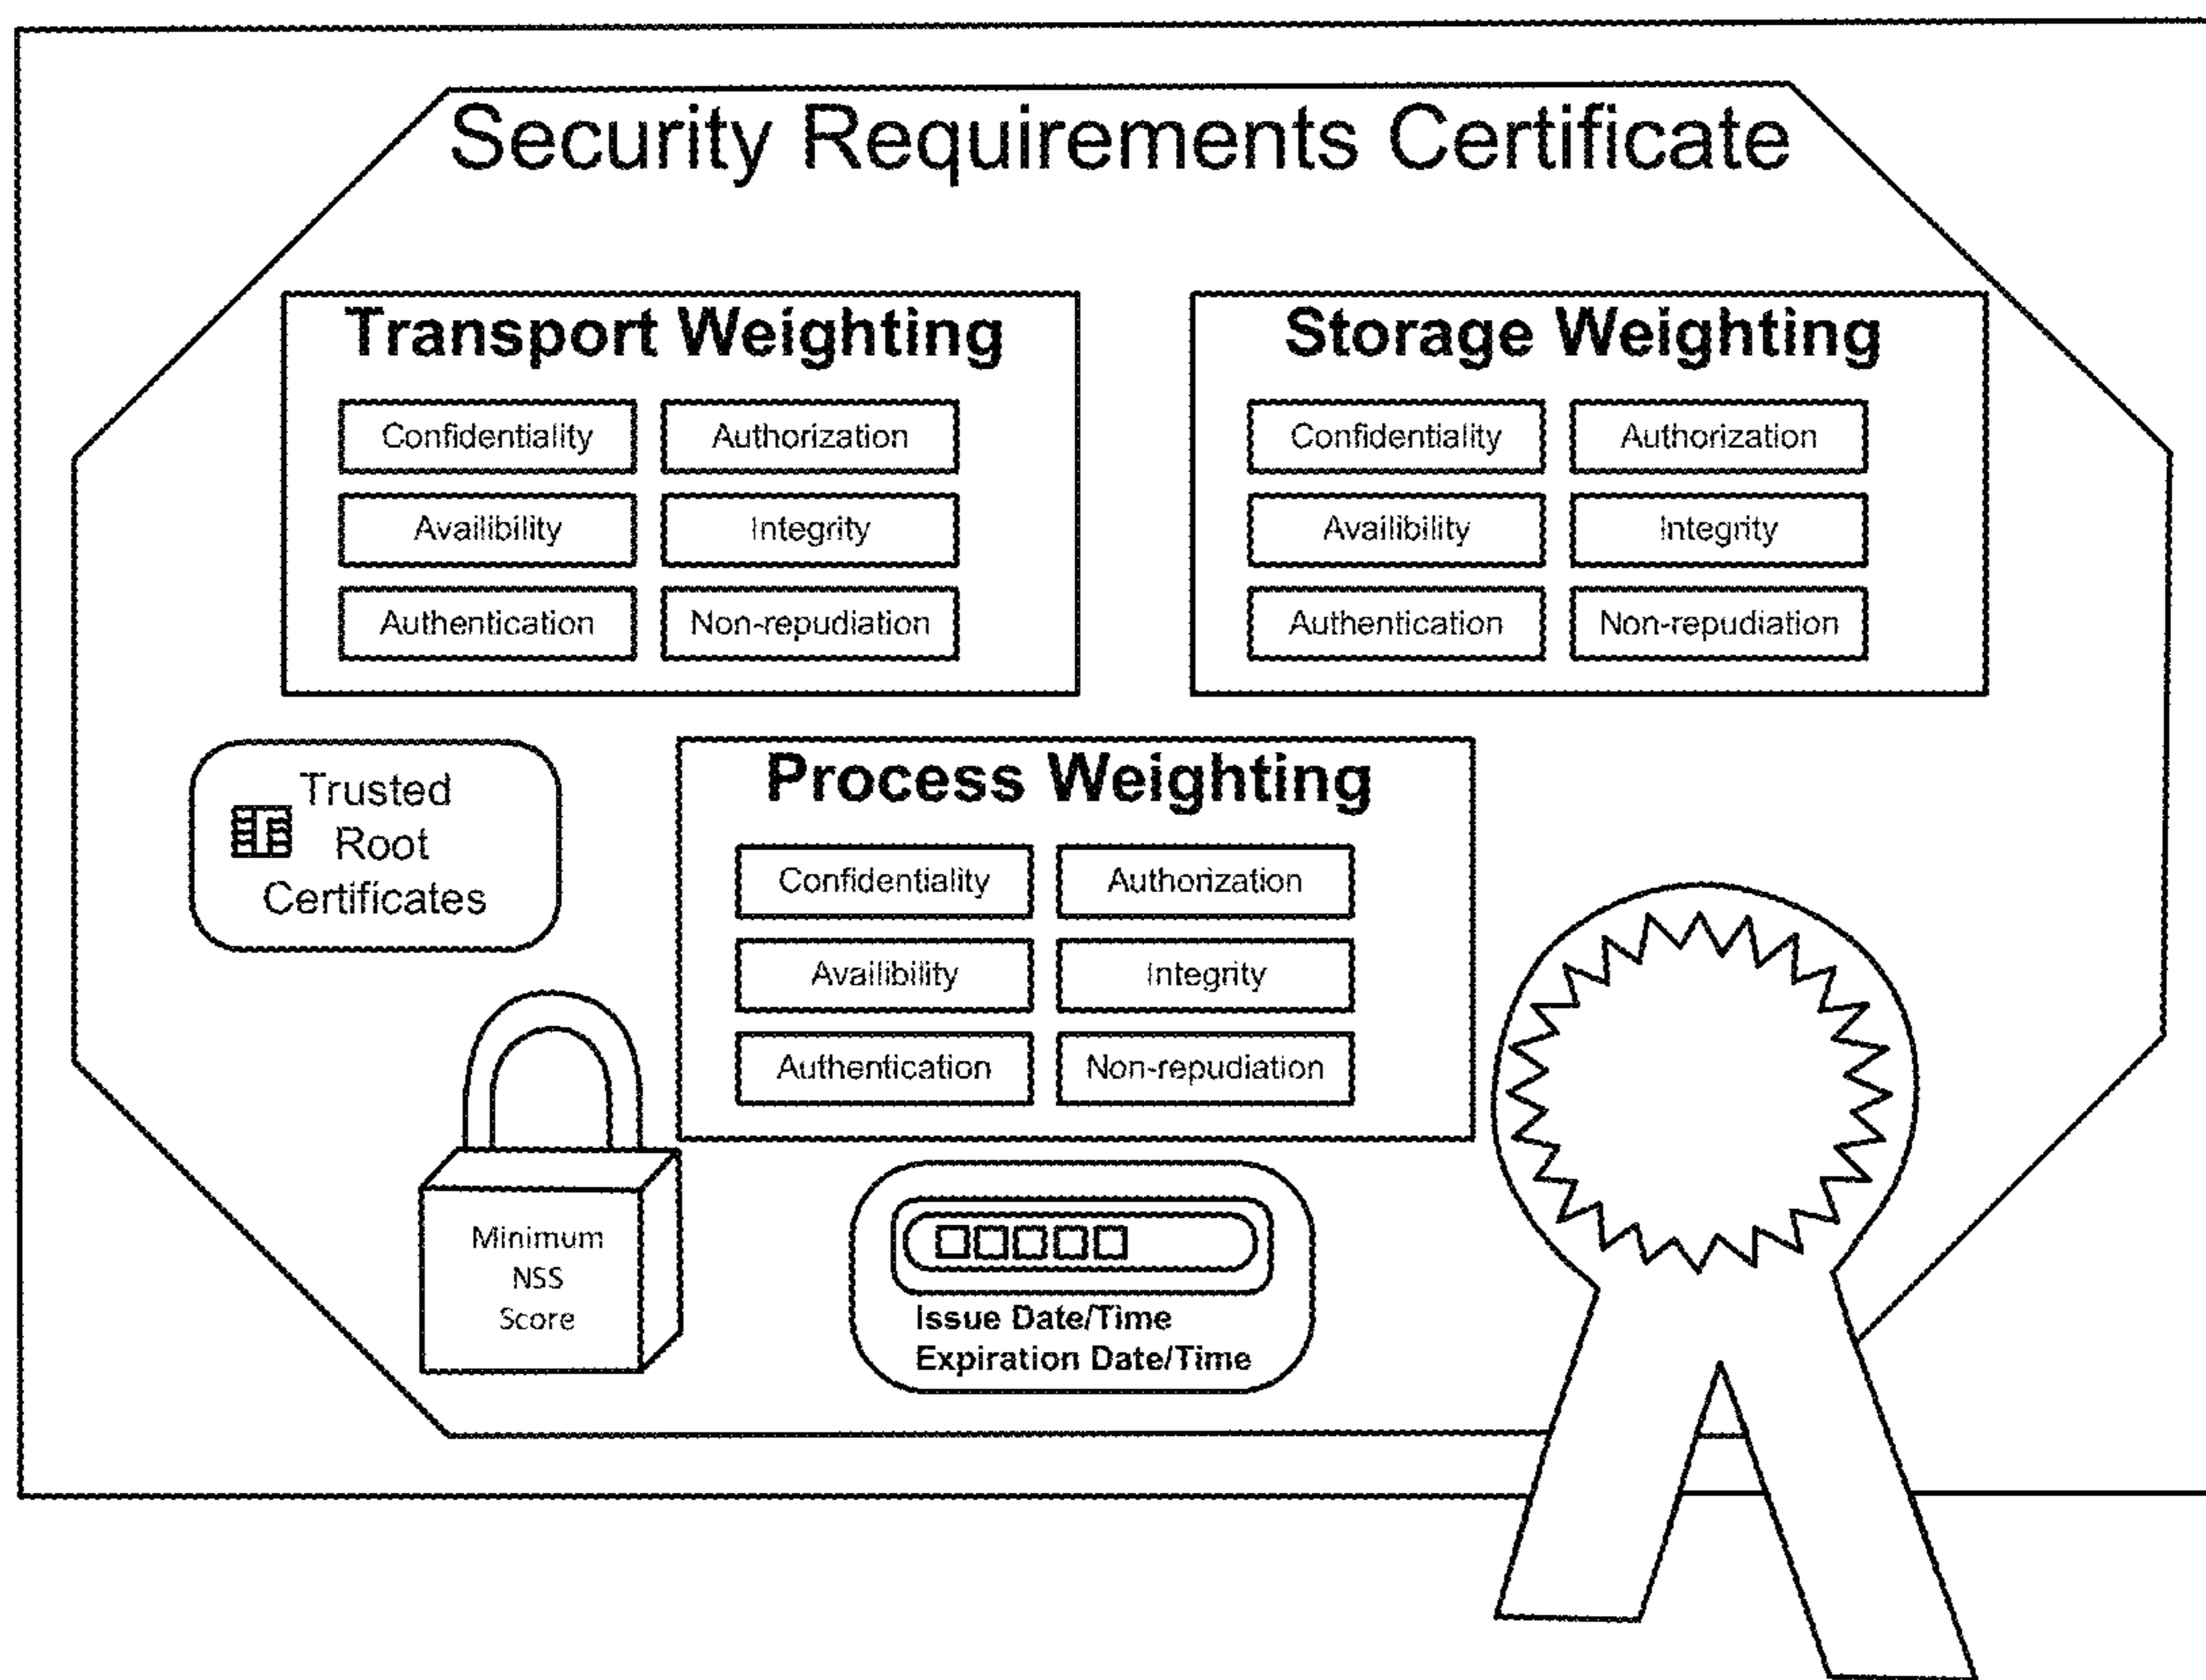 Security Requirements Certificate
Transport Weighting
Confidentiality Authorization
Availibility Integrity
Authentication Non-repudiation
Storage Weighting
Confidentiality Authorization
Availibility Integrity
Authentication Non-repudiation
Trusted
Root
Certificates
Process Weighting
Confidentiality Authorization
Availibility Integrity
Authentication Non-repudiation
Minimum
NSS
Score
Issue Date/Time
Expiration Date/Time